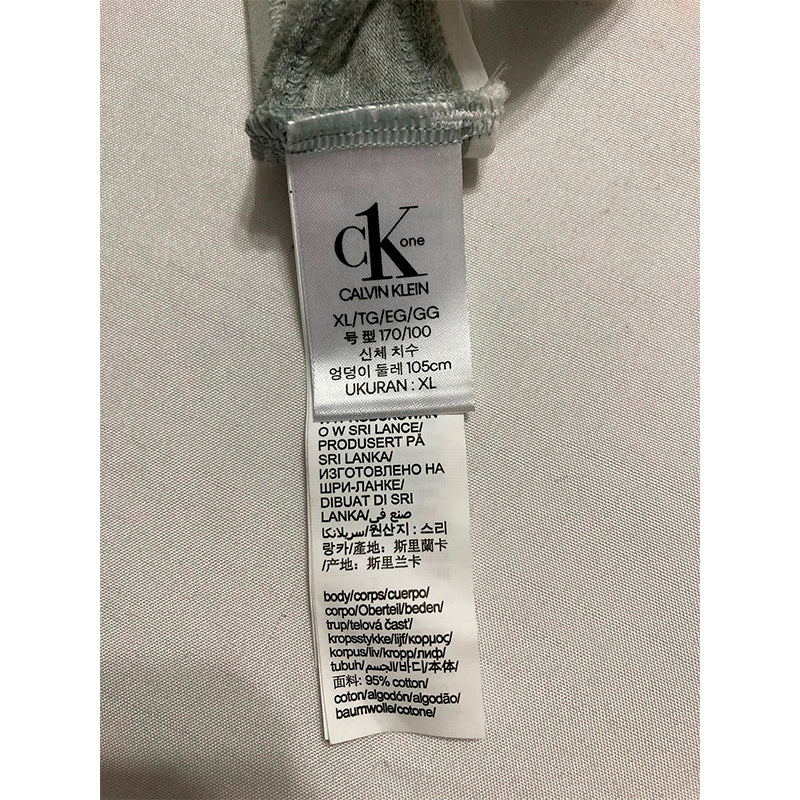 CK one
CALVIN KLEIN
XL/TG/EG/GG
号型 170/100
신체 치수
엉덩이 둘레 105cm
UKURAN : XL
O W SRI LANCE/
PRODUSERT PÅ
SRI LANKA/
ИЗГОТОВЛЕНО НА
ШРИ-ЛАНКЕ/
DIBUAT DI SRI
LANKA/صنع في
سريلانكا/원산지 : 스리
랑카/產地: 斯里蘭卡
/产地: 斯里兰卡
body/corps/cuerpo/
corpo/Oberteil/beden/
trup/telová časť/
kropsstykke/lijf/κορμος/
korpus/liv/kropp/лиф/
tubuh/الجسم/바디/本体/
面料: 95% cotton/
coton/algodón/algodão/
baumwolle/cotone/